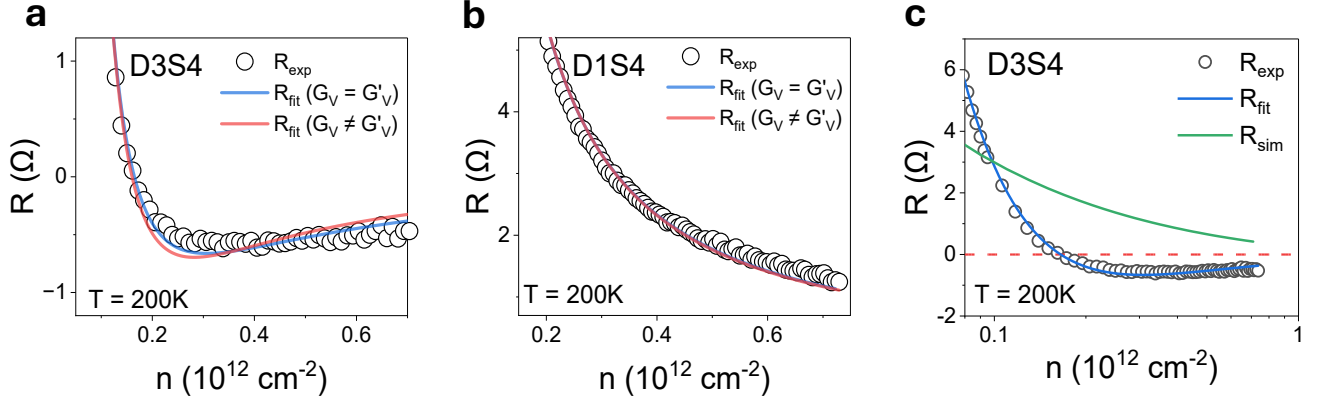 a
D3S4
R_exp
R_fit (G_V = G'_V)
R_fit (G_V ≠ G'_V)
1
0
−1
R (Ω)
T = 200K
0.2
0.4
0.6
n (10^12 cm^-2)
b
D1S4
R_exp
R_fit (G_V = G'_V)
R_fit (G_V ≠ G'_V)
4
2
R (Ω)
T = 200K
0.2
0.4
0.6
n (10^12 cm^-2)
c
D3S4
R_exp
R_fit
R_sim
6
4
2
0
-2
R (Ω)
T = 200K
0.1
1
n (10^12 cm^-2)